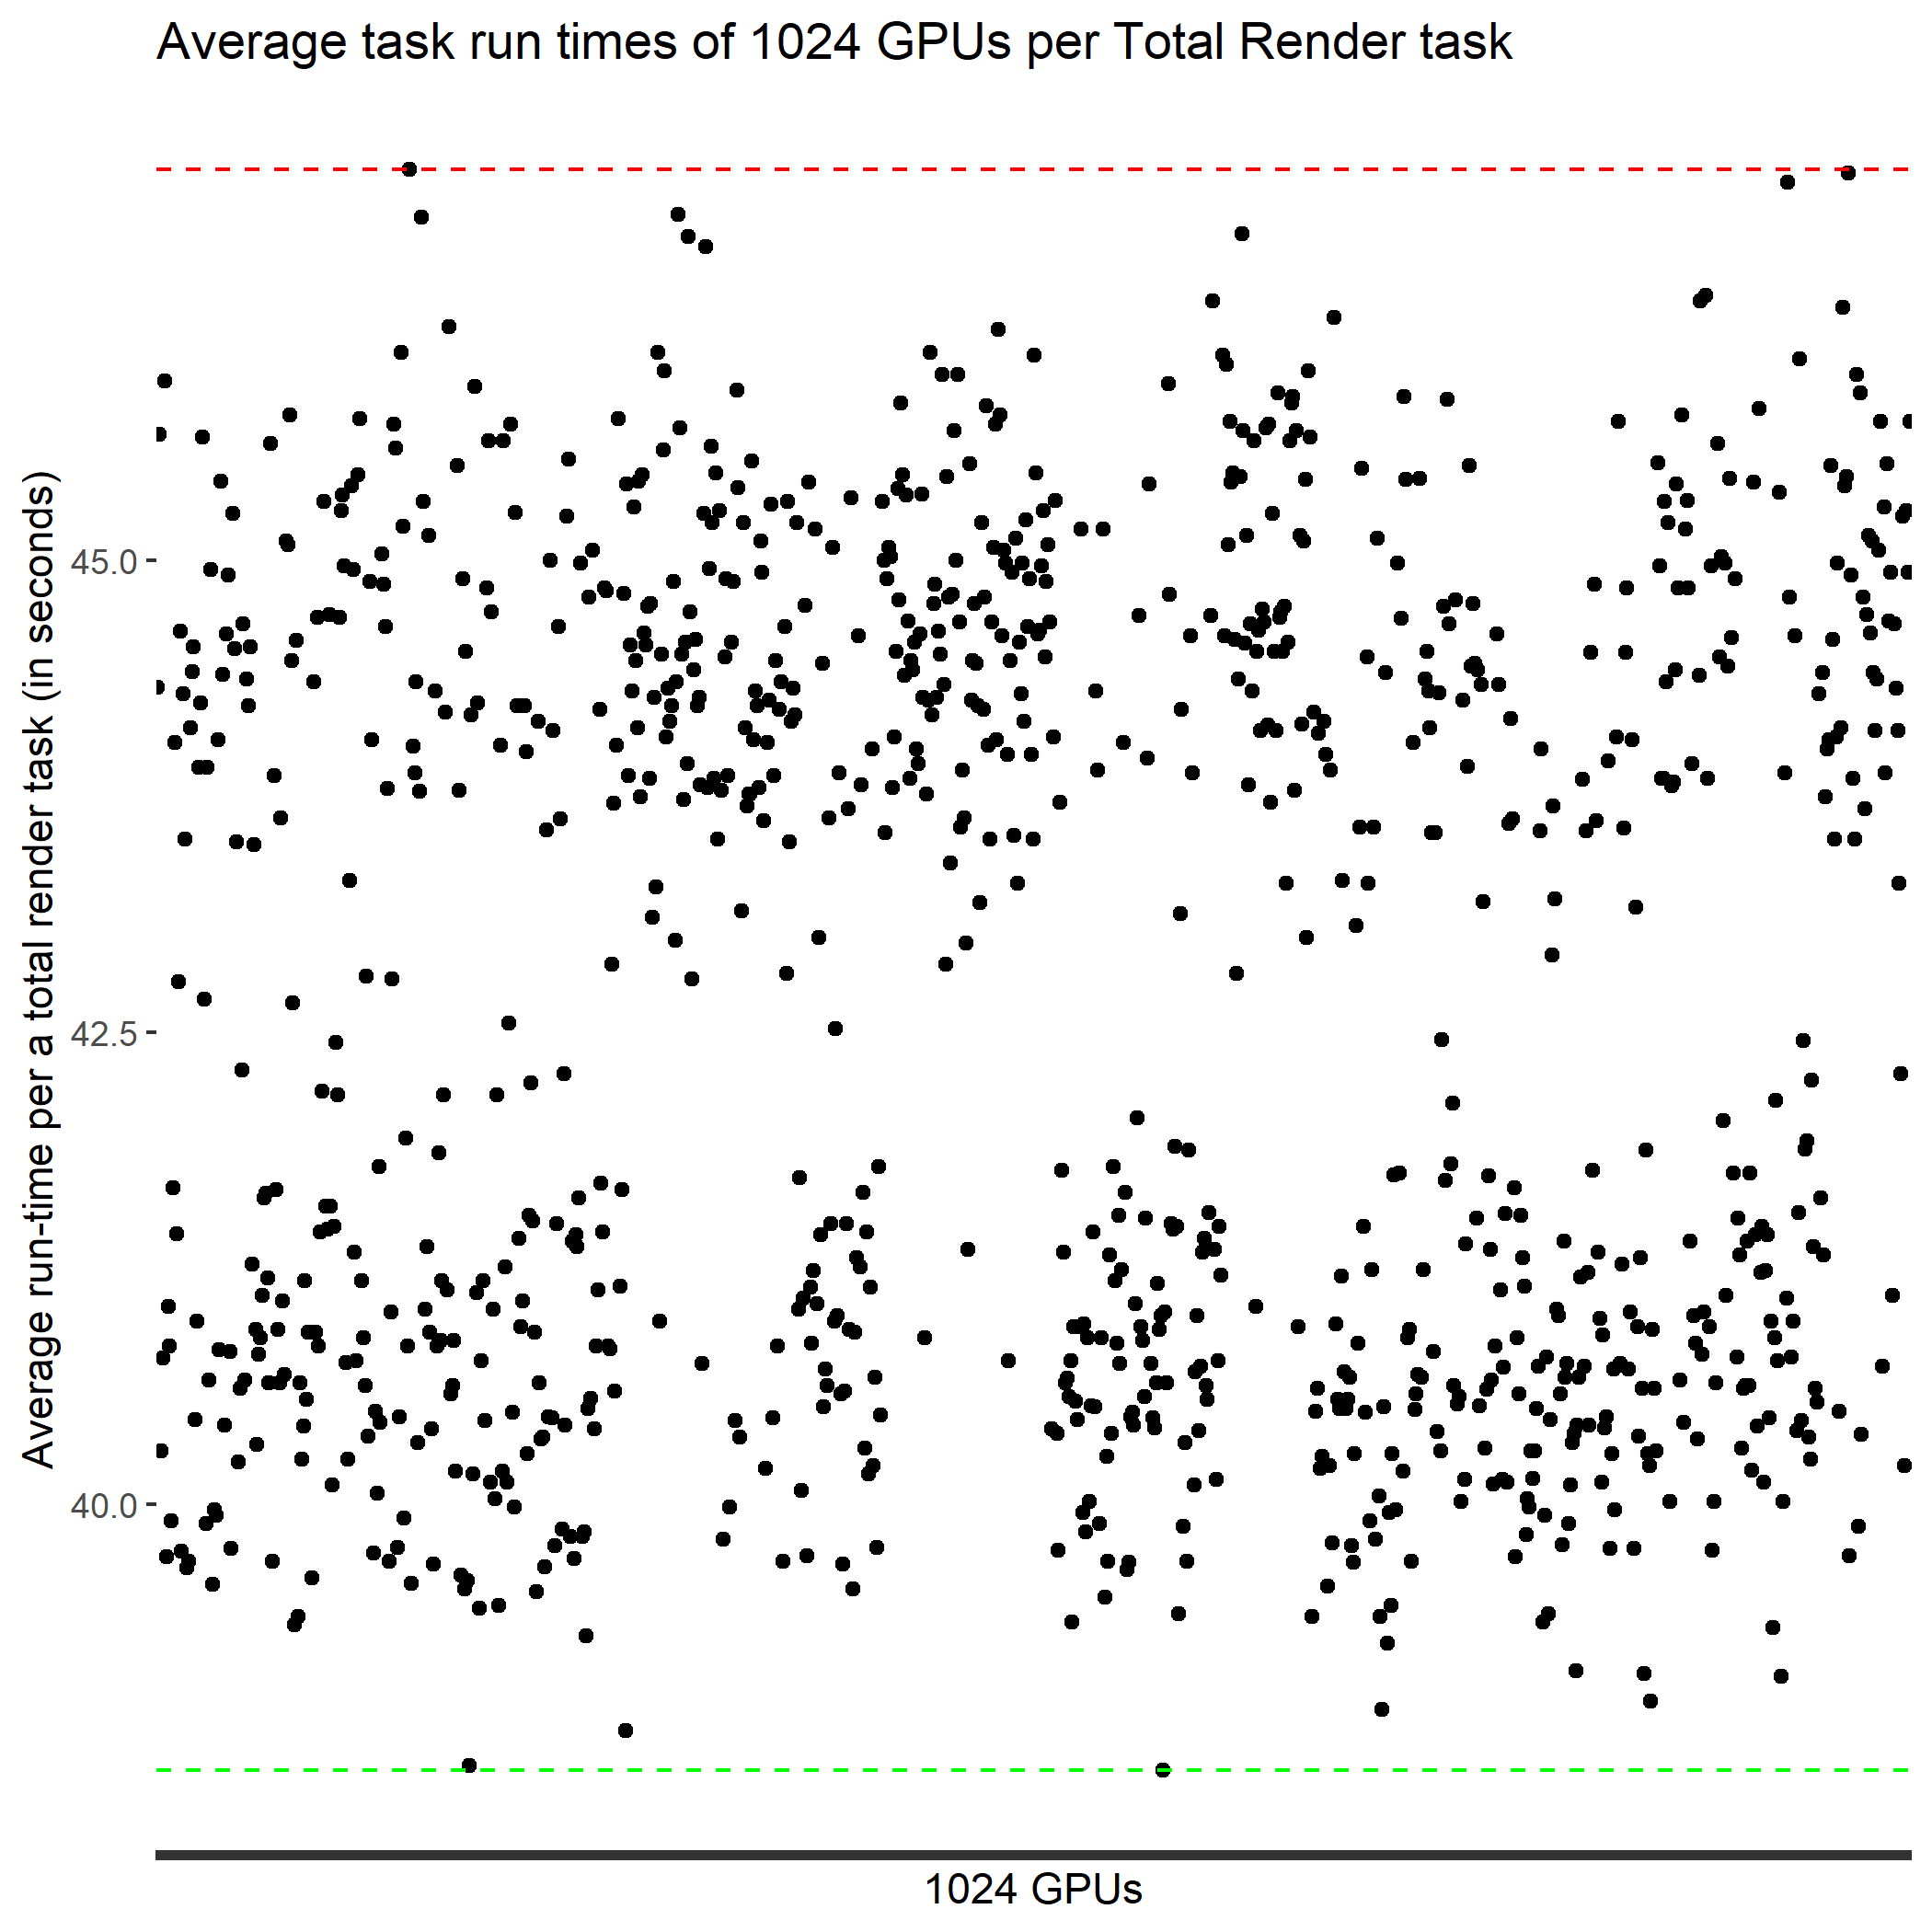 Average task run times of 1024 GPUs per Total Render task
Average run-time per a total render task (in seconds)
45.0
42.5
40.0
1024 GPUs